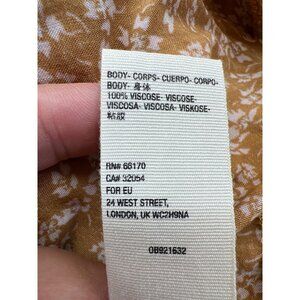 BODY- CORPS- CUERPO- CORPO-
BODY- 身体
100% VISCOSE- VISCOSE-
VISCOSA- VISCOSA- VISKOSE-
粘胶
RN# 66170
CA# 32054
FOR EU
24 WEST STREET,
LONDON, UK WC2H9NA
OB921632